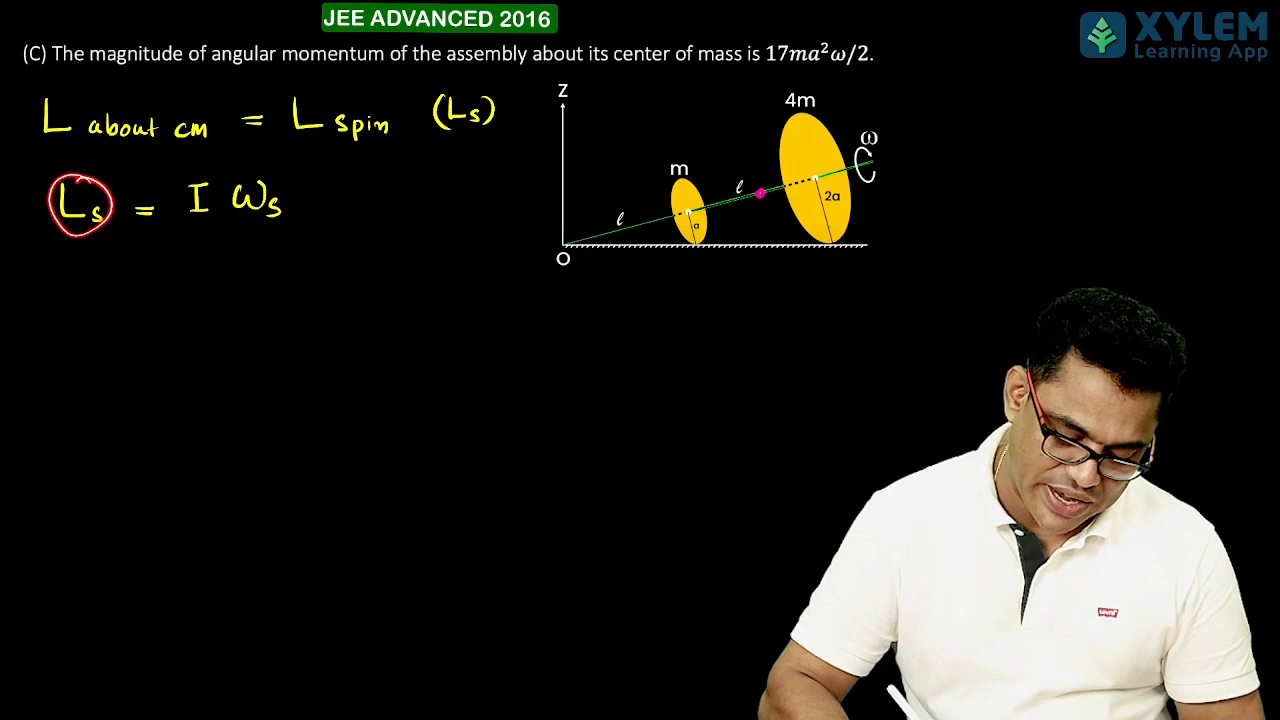 JEE ADVANCED 2016
XYLEM
Learning App
(C) The magnitude of angular momentum of the assembly about its center of mass is 17ma²ω/2.
L about cm = L spin (Ls)
Ls = I ωs
z
4m
ω
m
ℓ
2a
ℓ
a
O
Levi's